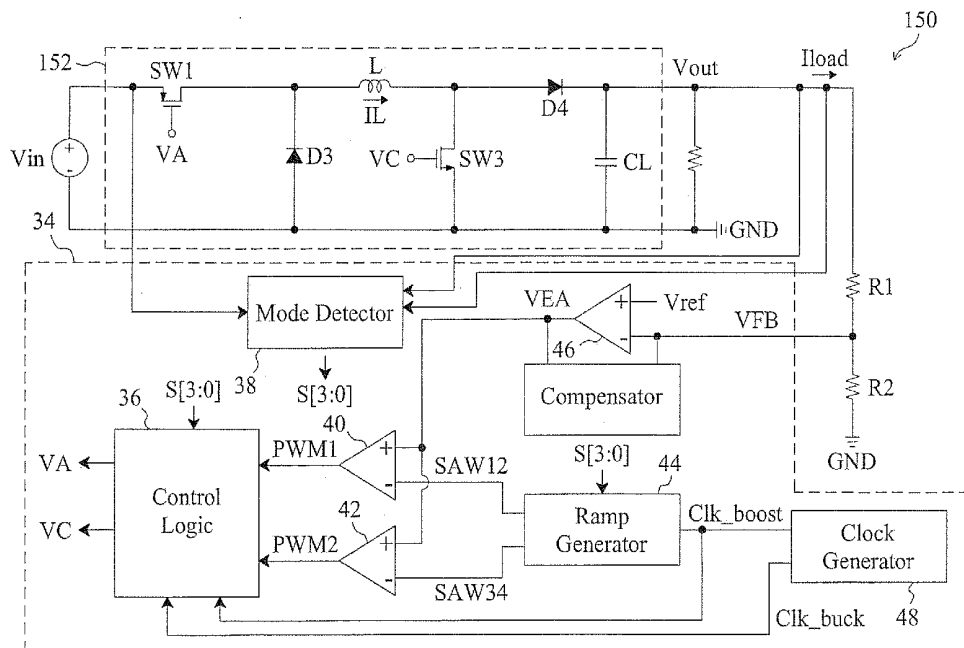 150
152
SW1
L
Vout
Iload
IL
D4
VA
Vin
+
-
D3
VC
SW3
CL
34
GND
R1
Mode Detector
VEA
+
Vref
-
VFB
46
38
S[3:0]
Compensator
R2
36
S[3:0]
40
GND
VA
PWM1
+
-
SAW12
S[3:0]
44
Control
Logic
Ramp
Generator
Clk_boost
Clock
Generator
VC
42
PWM2
+
-
SAW34
Clk_buck
48